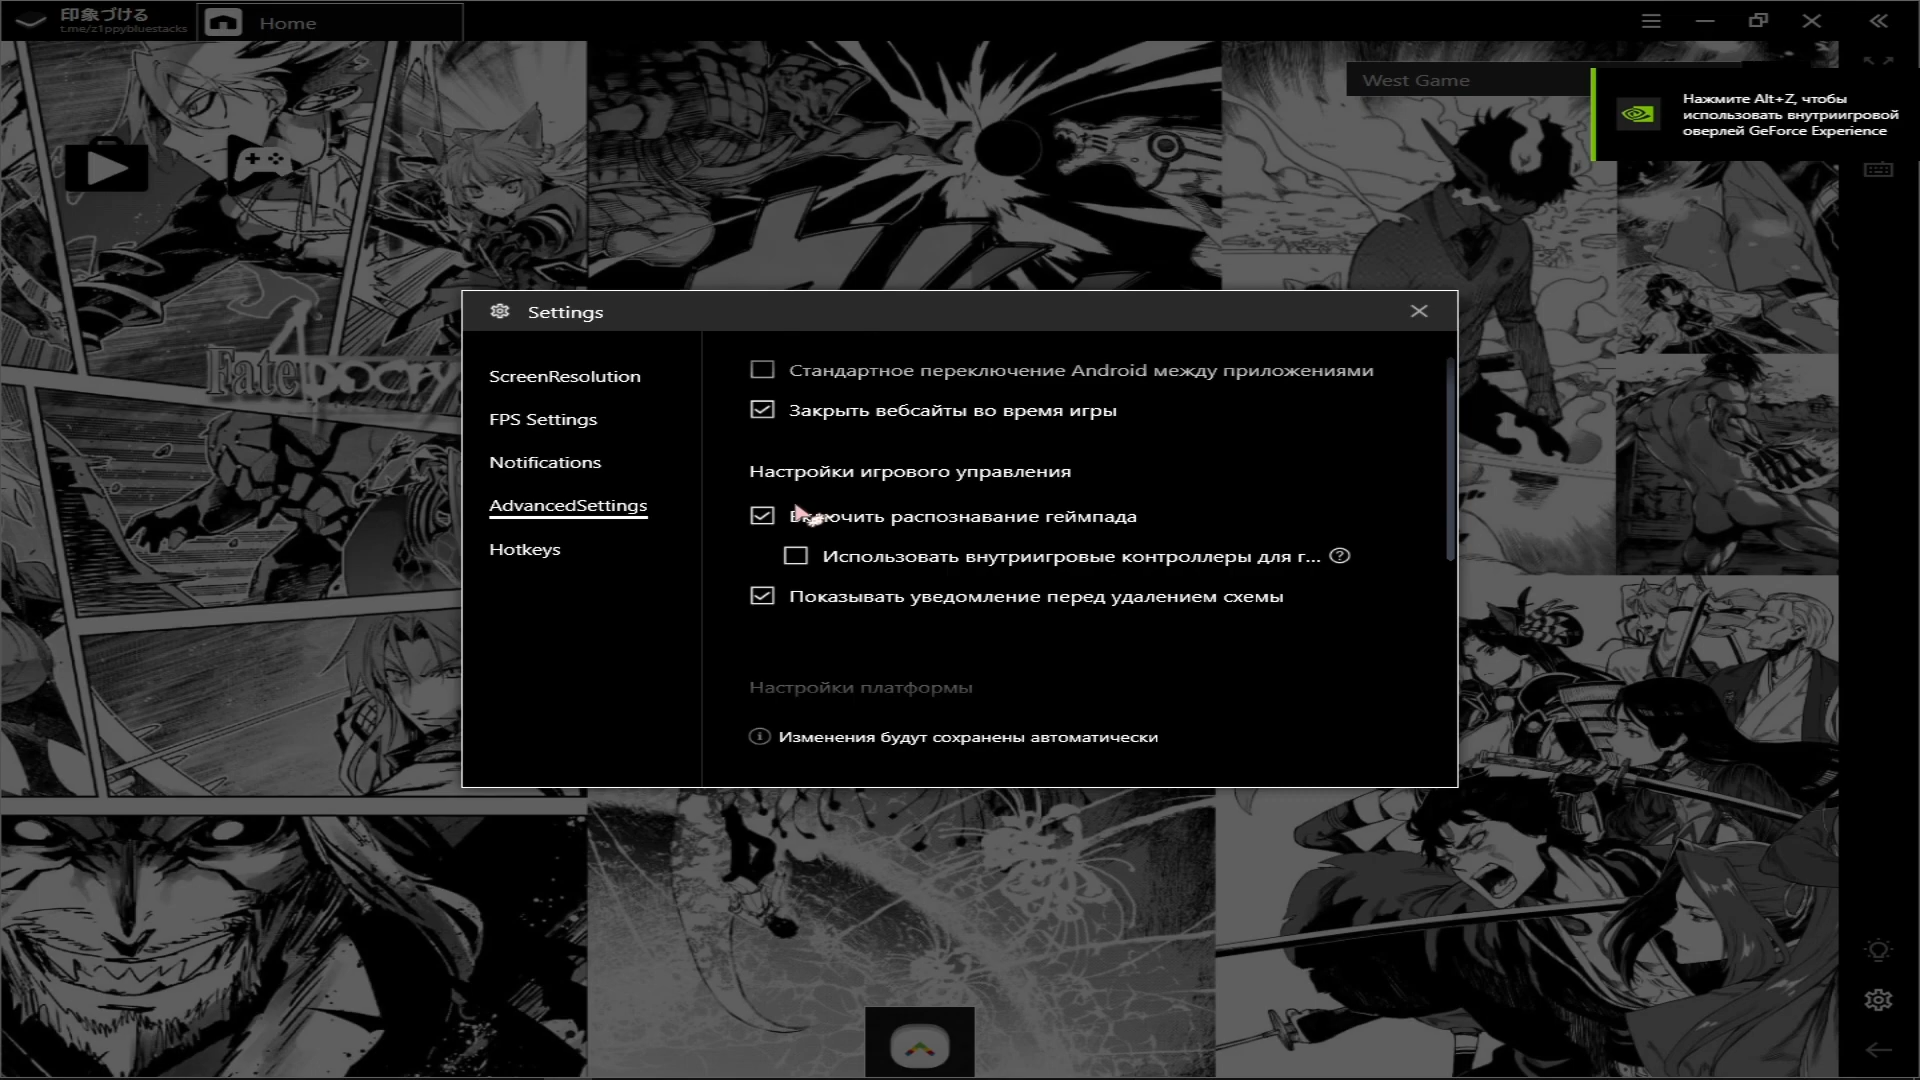 印象づける
t.me/z1ppybluestacks
Home
West Game
Нажмите Alt+Z, чтобы
использовать внутриигровой
оверлей GeForce Experience
Settings
ScreenResolution
FPS Settings
Notifications
AdvancedSettings
Hotkeys
Стандартное переключение Android между приложениями
Закрыть вебсайты во время игры
Настройки игрового управления
Включить распознавание геймпада
Использовать внутриигровые контроллеры для г...
Показывать уведомление перед удалением схемы
Настройки платформы
Изменения будут сохранены автоматически
Fate